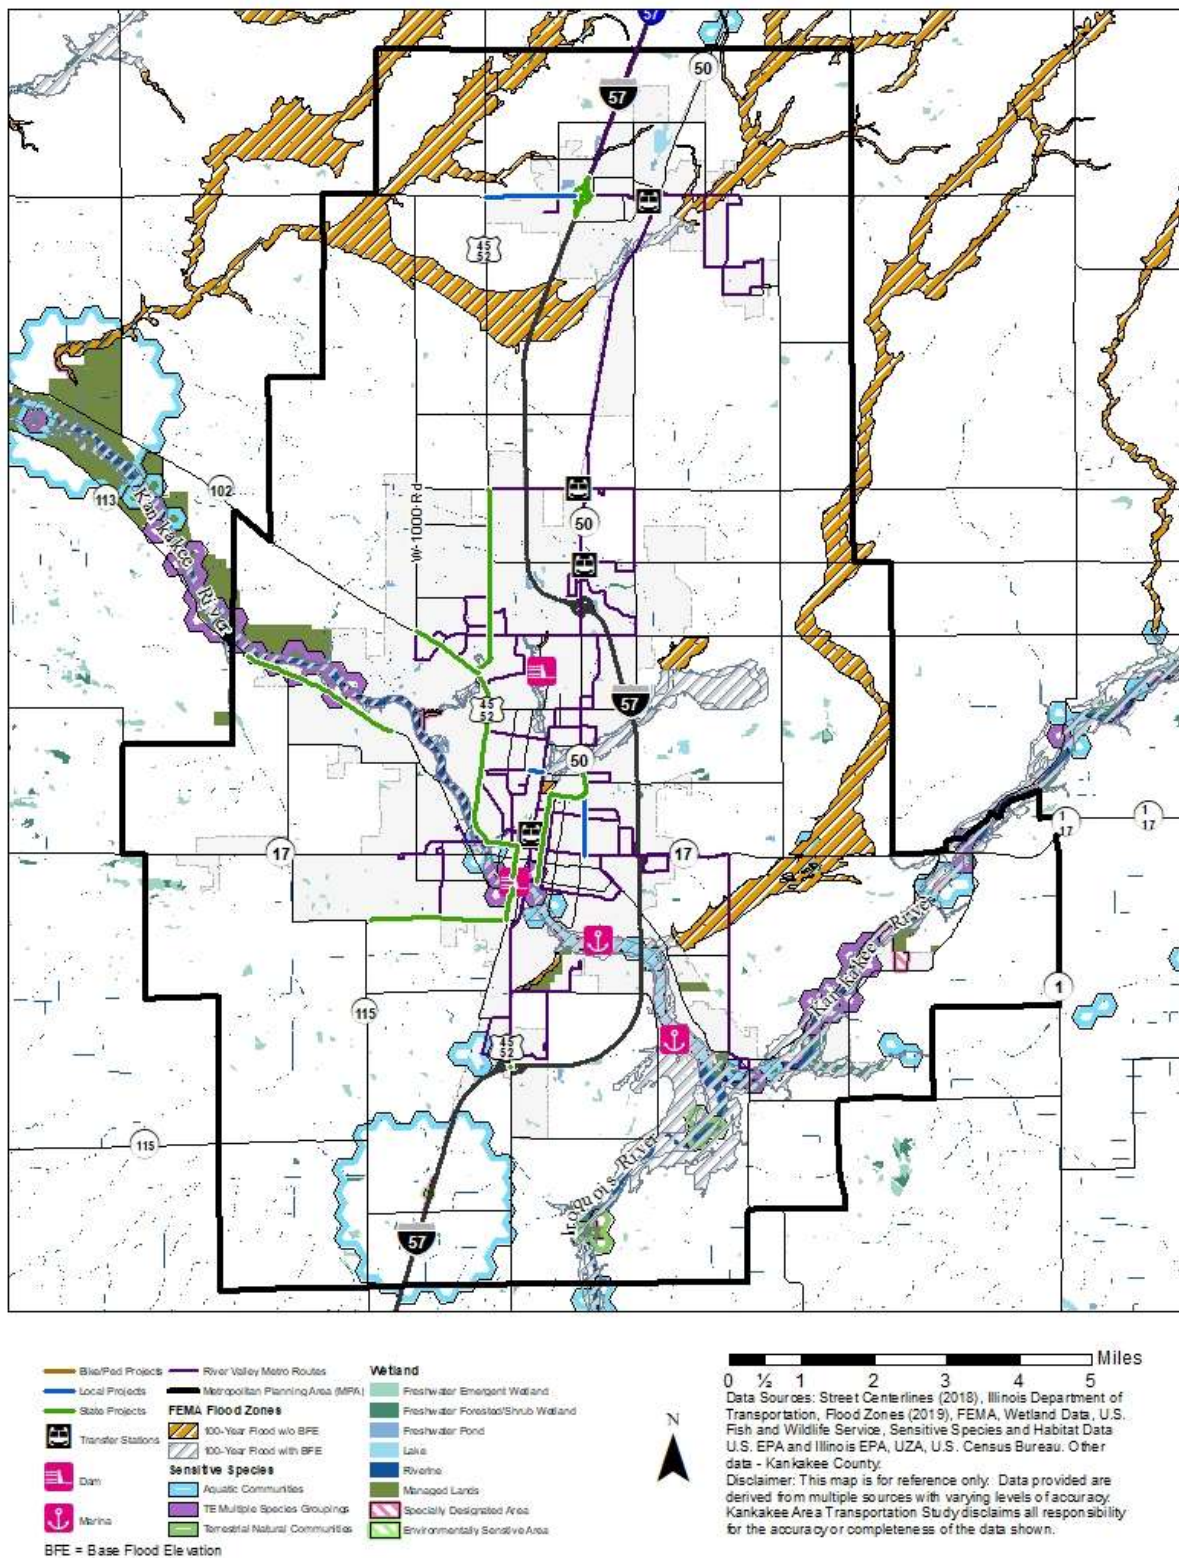 57
50
57
45
52
102
113
Kankakee
River
W-1000 Rd
50
45
52
57
50
17
17
1
17
1
17
Kankakee River
1
115
45
52
115
Iroquois River
57
Bike/Ped Projects
Local Projects
State Projects
Transfer Stations
Dam
Marina
BFE = Base Flood Elevation
River Valley Metro Routes
Metropolitan Planning Area (MPA)
FEMA Flood Zones
100-Year Flood w/o BFE
100-Year Flood with BFE
Sensitive Species
Aquatic Communities
TE Multiple Species Groupings
Terrestrial Natural Communities
Wetland
Freshwater Emergent Wetland
Freshwater Forested/Shrub Wetland
Freshwater Pond
Lake
Riverine
Managed Lands
Specially Designated Area
Environmentally Sensitive Area
N
Miles
0 ½ 1 2 3 4 5
Data Sources: Street Centerlines (2018), Illinois Department of
Transportation, Flood Zones (2019), FEMA, Wetland Data, U.S.
Fish and Wildlife Service, Sensitive Species and Habitat Data
U.S. EPA and Illinois EPA, UZA, U.S. Census Bureau. Other
data - Kankakee County.
Disclaimer: This map is for reference only. Data provided are
derived from multiple sources with varying levels of accuracy.
Kankakee Area Transportation Study disclaims all responsibility
for the accuracy or completeness of the data shown.